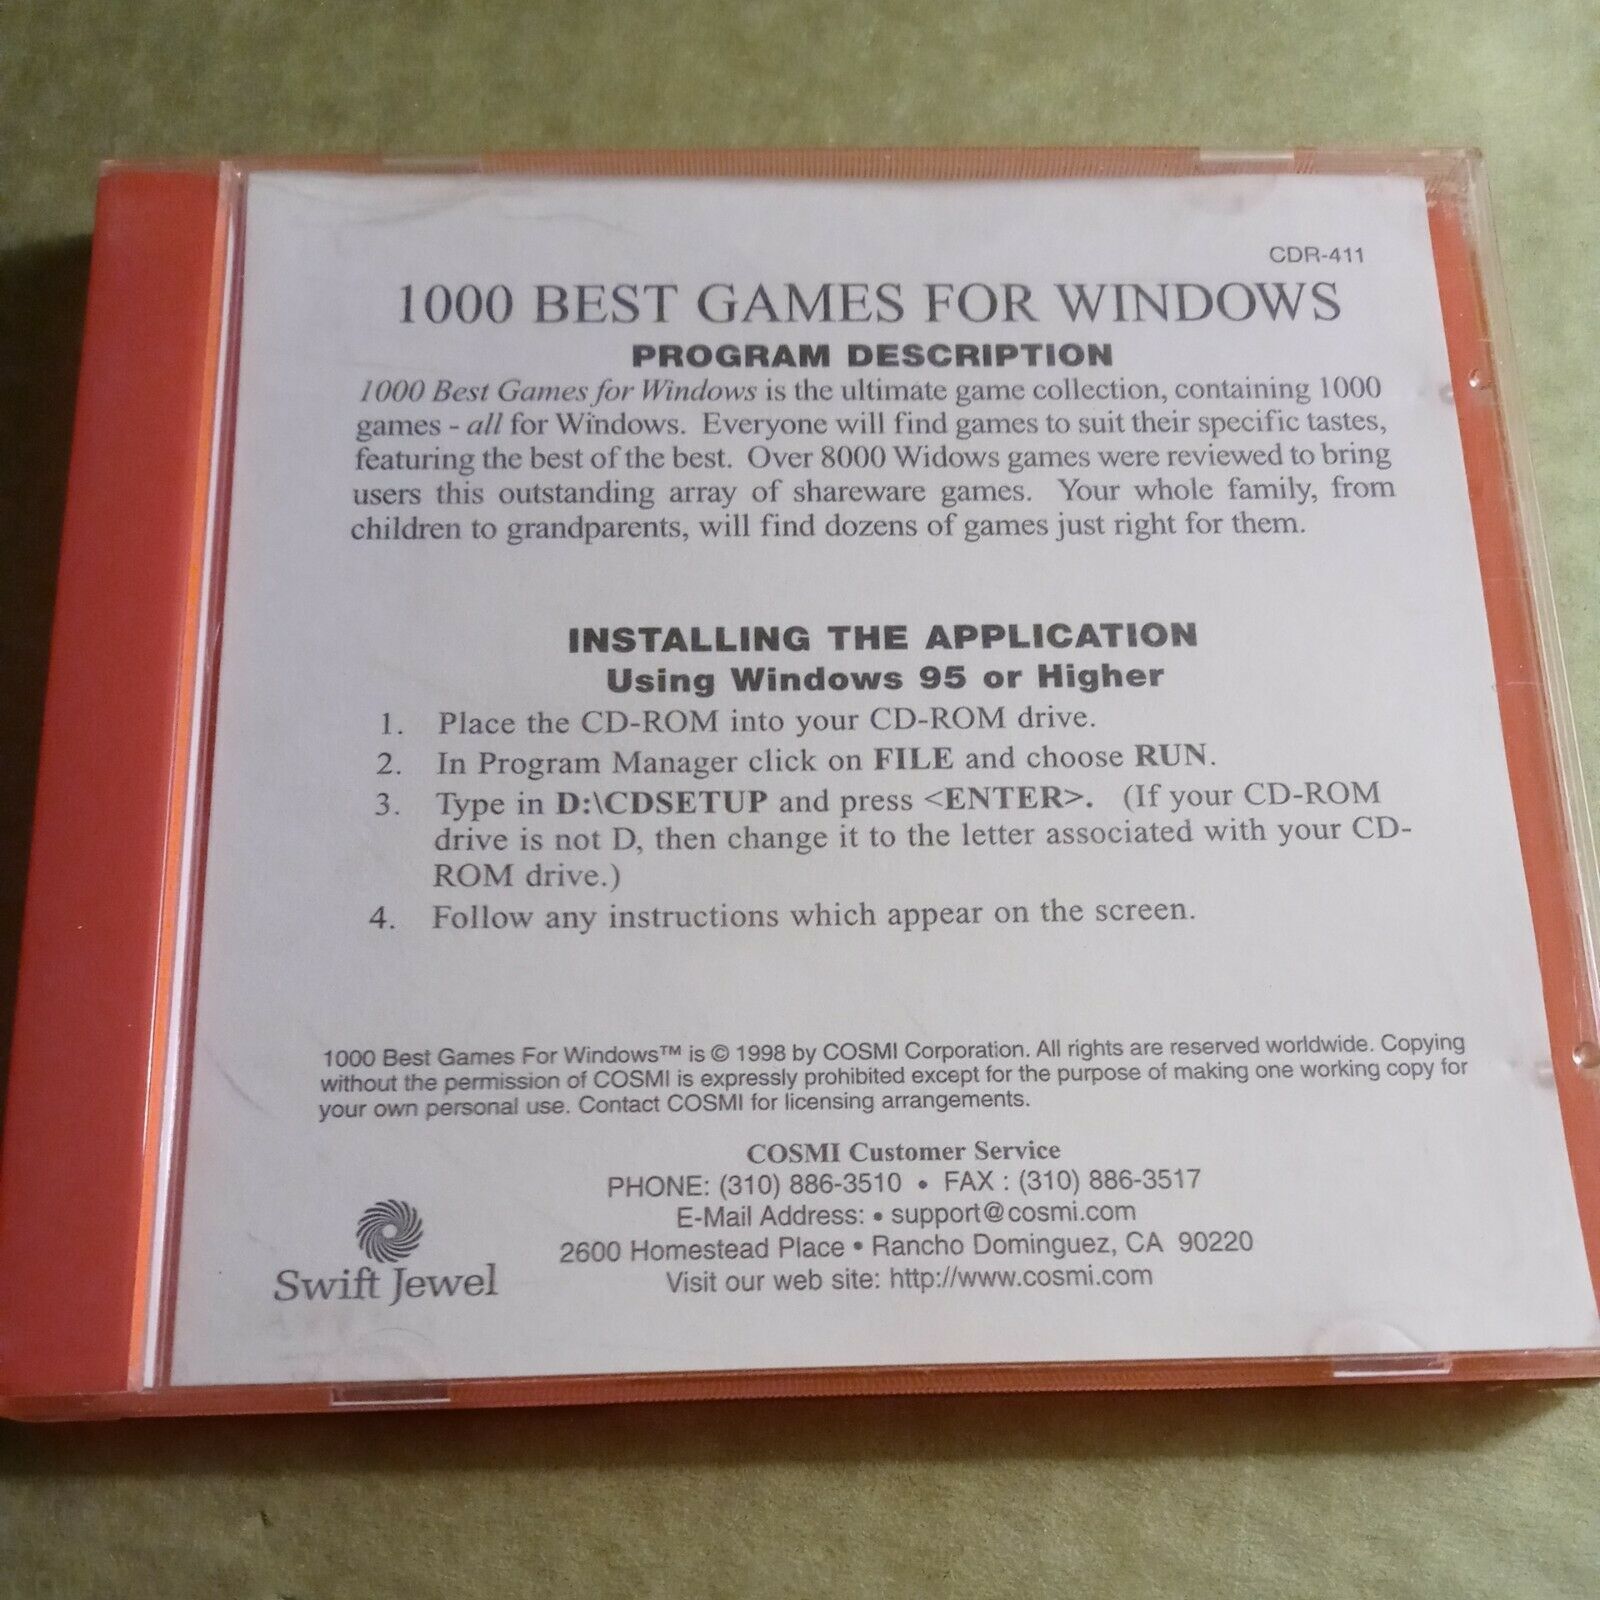 CDR-411
1000 BEST GAMES FOR WINDOWS
PROGRAM DESCRIPTION
1000 Best Games for Windows is the ultimate game collection, containing 1000
games - all for Windows. Everyone will find games to suit their specific tastes,
featuring the best of the best. Over 8000 Widows games were reviewed to bring
users this outstanding array of shareware games. Your whole family, from
children to grandparents, will find dozens of games just right for them.
INSTALLING THE APPLICATION
Using Windows 95 or Higher
1. Place the CD-ROM into your CD-ROM drive.
2. In Program Manager click on FILE and choose RUN.
3. Type in D:\CDSETUP and press <ENTER>. (If your CD-ROM
drive is not D, then change it to the letter associated with your CD-
ROM drive.)
4. Follow any instructions which appear on the screen.
1000 Best Games For Windows™ is © 1998 by COSMI Corporation. All rights are reserved worldwide. Copying
without the permission of COSMI is expressly prohibited except for the purpose of making one working copy for
your own personal use. Contact COSMI for licensing arrangements.
COSMI Customer Service
PHONE: (310) 886-3510 • FAX : (310) 886-3517
E-Mail Address: • support@cosmi.com
2600 Homestead Place • Rancho Dominguez, CA 90220
Visit our web site: http://www.cosmi.com
Swift Jewel